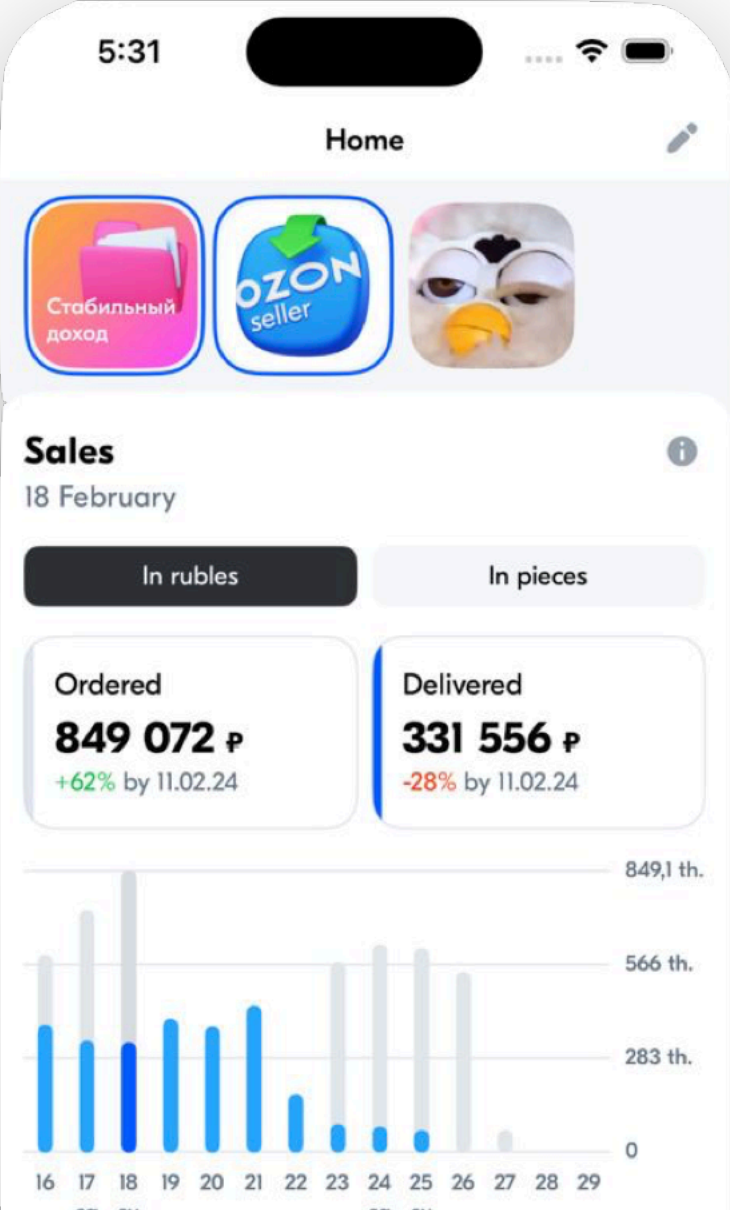 5:31
Home
Стабильный
доход
OZON
seller
Sales
18 February
In rubles
In pieces
Ordered
849 072 ₽
+62% by 11.02.24
Delivered
331 556 ₽
-28% by 11.02.24
849,1 th.
566 th.
283 th.
0
16 17 18 19 20 21 22 23 24 25 26 27 28 29